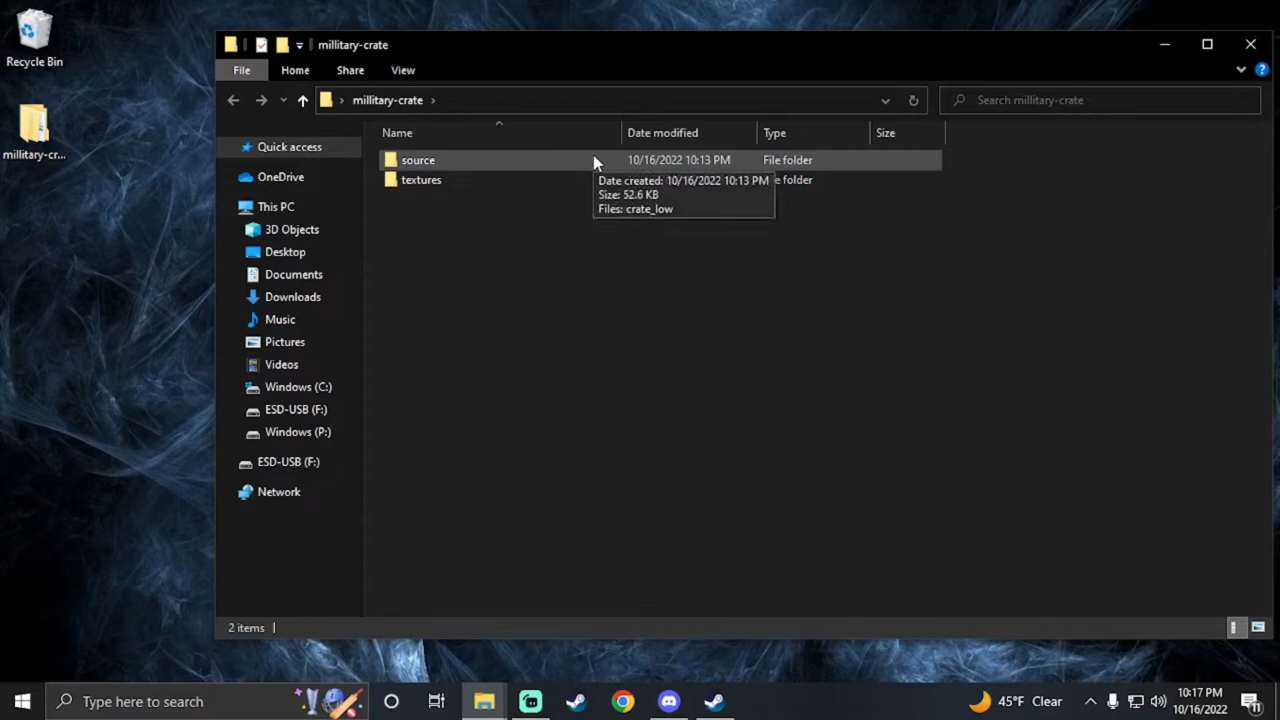 Recycle Bin
millitary-cr...
millitary-crate
File Home Share View
millitary-crate
Search millitary-crate
Name Date modified Type Size
source 10/16/2022 10:13 PM File folder
textures e folder
Date created: 10/16/2022 10:13 PM
Size: 52.6 KB
Files: crate_low
Quick access
OneDrive
This PC
3D Objects
Desktop
Documents
Downloads
Music
Pictures
Videos
Windows (C:)
ESD-USB (F:)
Windows (P:)
ESD-USB (F:)
Network
2 items
Type here to search
45°F Clear
10:17 PM
10/16/2022
11